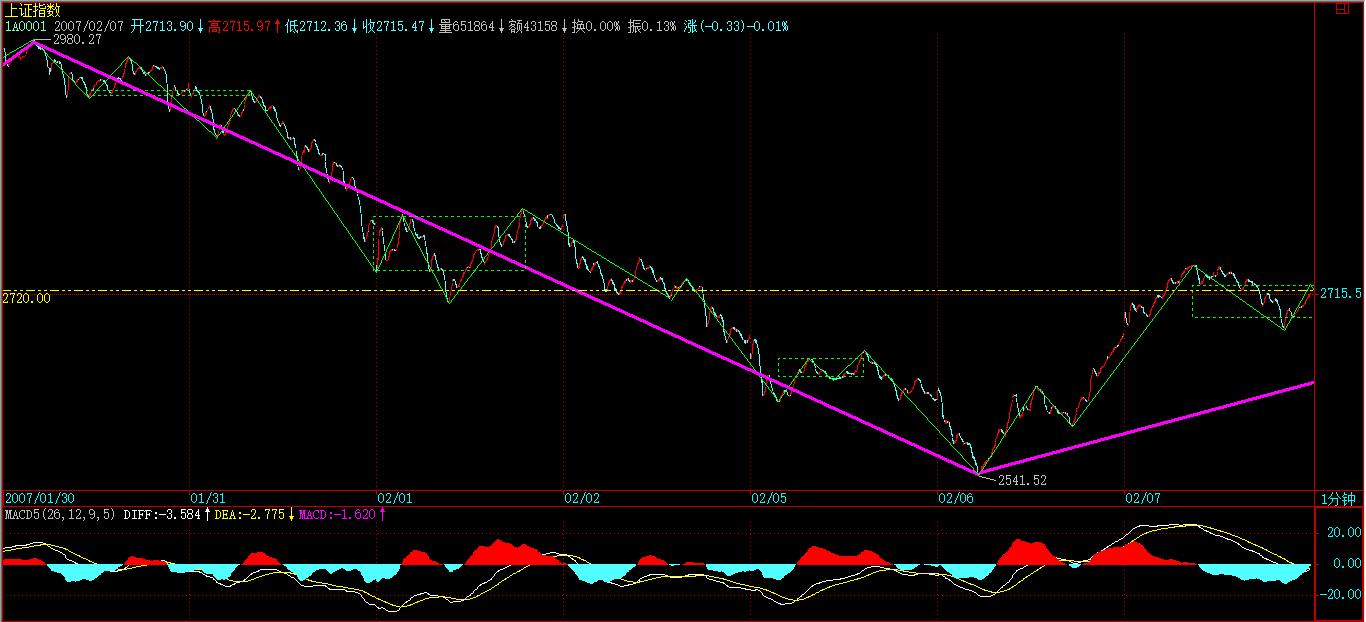 上证指数
1A0001 2007/02/07 开2713.90↓高2715.97↑低2712.36↓收2715.47↓量651864↓额43158↓换0.00% 振0.13% 涨(-0.33)-0.01%
2980.27
2720.00
2715.5
2541.52
2007/01/30 01/31 02/01 02/02 02/05 02/06 02/07 1分钟
MACD5(26,12,9,5) DIFF:-3.584↑DEA:-2.775↓MACD:-1.620↑
20.00
0.00
-20.00